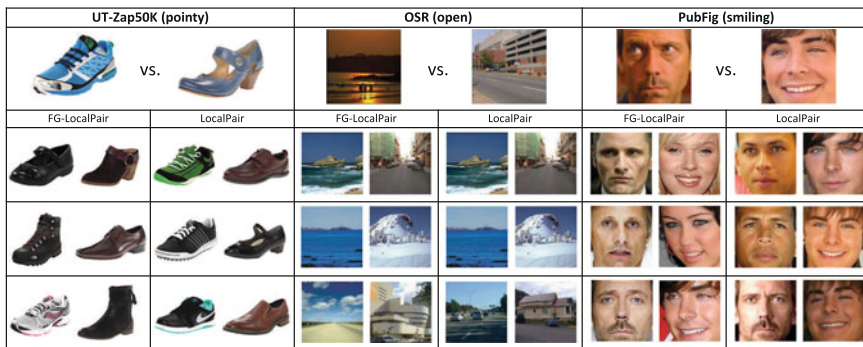 UT-Zap50K (pointy) OSR (open) PubFig (smiling)
vs. vs. vs.
FG-LocalPair LocalPair FG-LocalPair LocalPair FG-LocalPair LocalPair